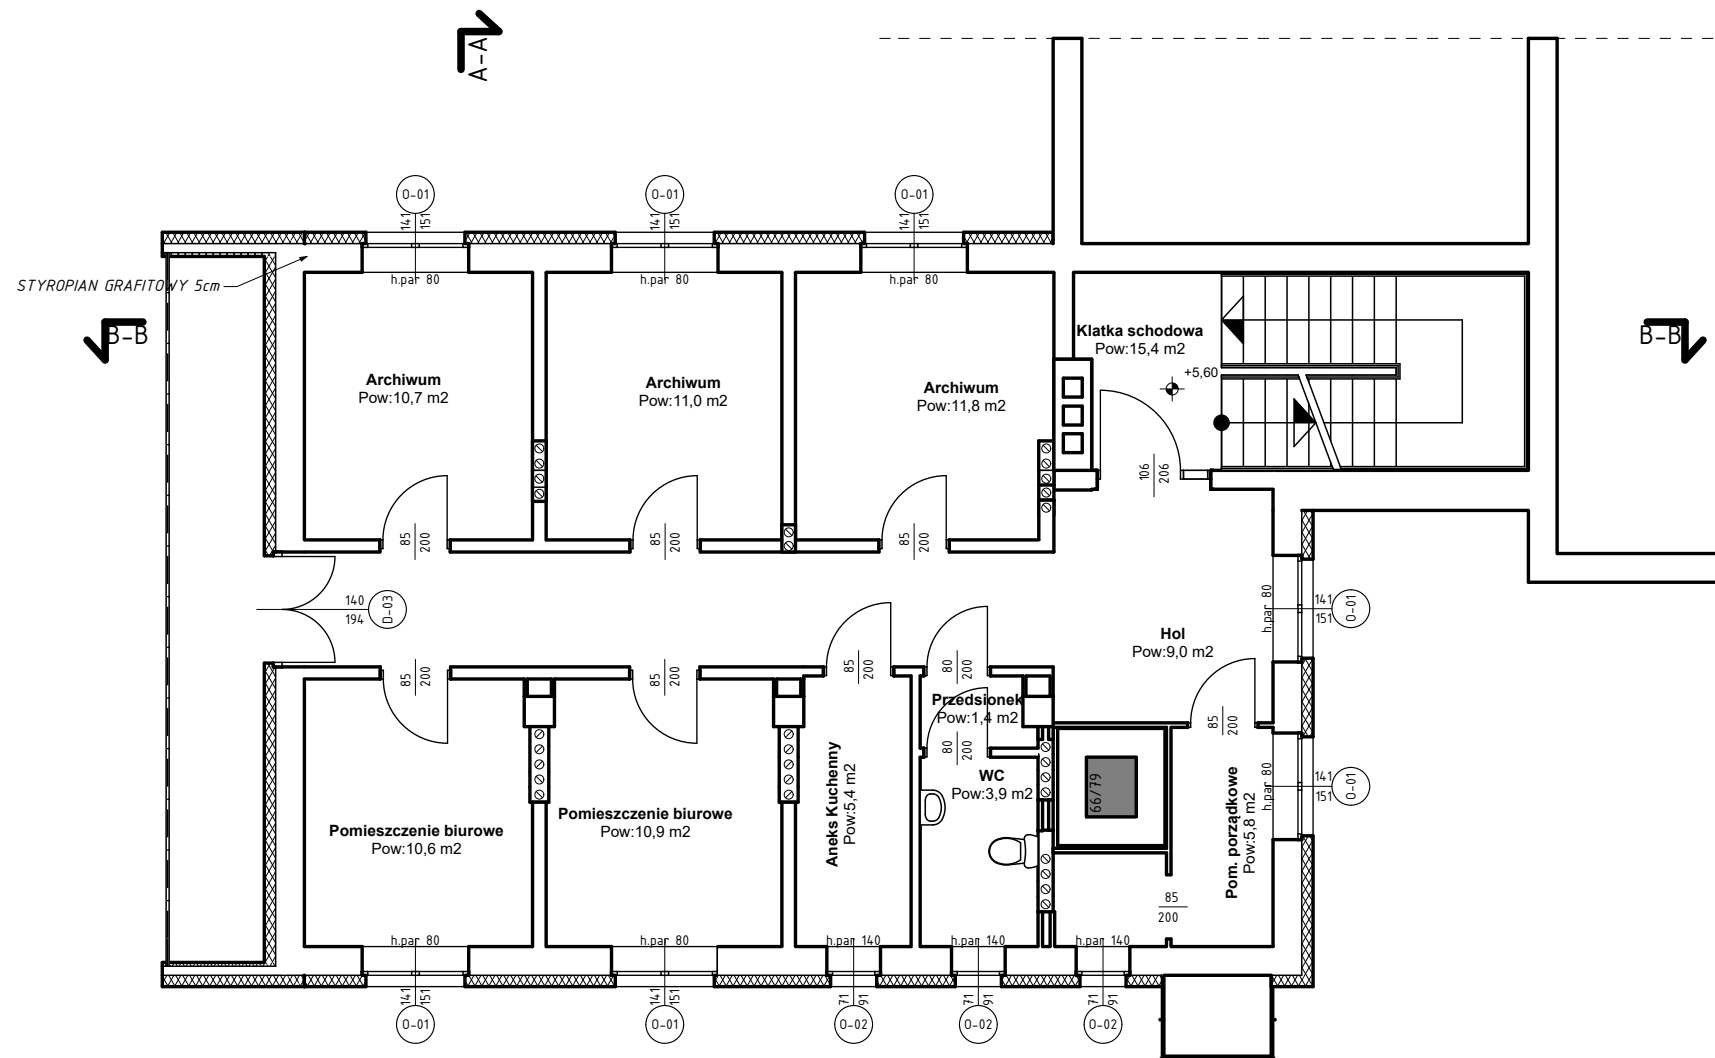 A-A
O-01
O-01
O-01
141
151
141
151
141
151
STYROPIAN GRAFITOWY 5cm
h.par 80
h.par 80
h.par 80
B-B
B-B
Klatka schodowa
Pow:15,4 m2
+5,60
Archiwum
Pow:10,7 m2
Archiwum
Pow:11,0 m2
Archiwum
Pow:11,8 m2
106
206
85
200
85
200
85
200
140
194
D-03
h.par 80
141
151
O-01
Hol
Pow:9,0 m2
85
200
85
200
85
200
80
200
Przedsionek
Pow:1,4 m2
85
200
80
200
WC
Pow:3,9 m2
66/79
h.par 80
141
151
O-01
Aneks Kuchenny
Pow:5,4 m2
Pom. porządkowe
Pow:5,8 m2
Pomieszczenie biurowe
Pow:10,6 m2
Pomieszczenie biurowe
Pow:10,9 m2
85
200
h.par 80
h.par 80
h.par 140
h.par 140
h.par 140
141
151
141
151
71
91
71
91
71
91
O-01
O-01
O-02
O-02
O-02